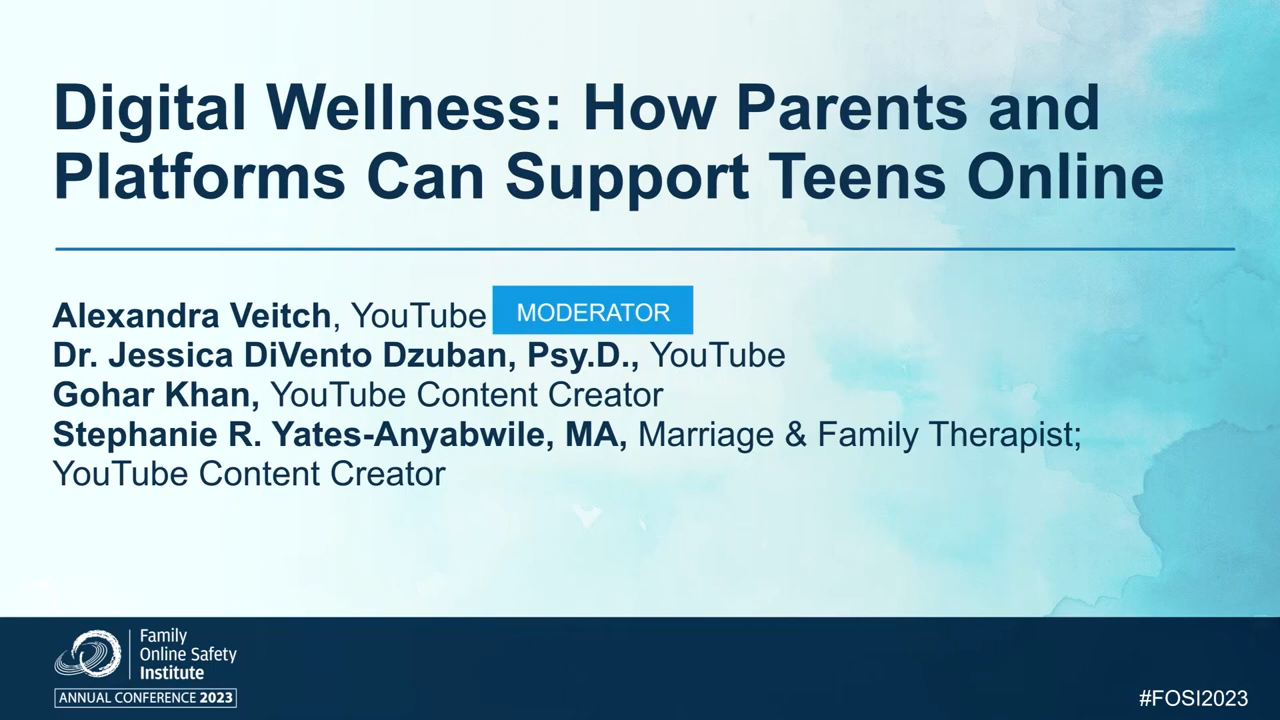 Digital Wellness: How Parents and
Platforms Can Support Teens Online
Alexandra Veitch, YouTube MODERATOR
Dr. Jessica DiVento Dzuban, Psy.D., YouTube
Gohar Khan, YouTube Content Creator
Stephanie R. Yates-Anyabwile, MA, Marriage & Family Therapist;
YouTube Content Creator
Family
Online Safety
Institute
ANNUAL CONFERENCE 2023
#FOSI2023